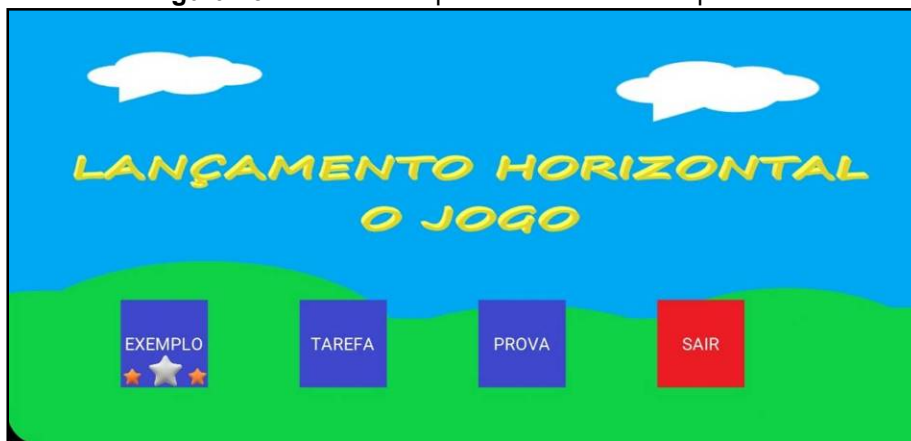 LANÇAMENTO HORIZONTAL
O JOGO
EXEMPLO
TAREFA
PROVA
SAIR